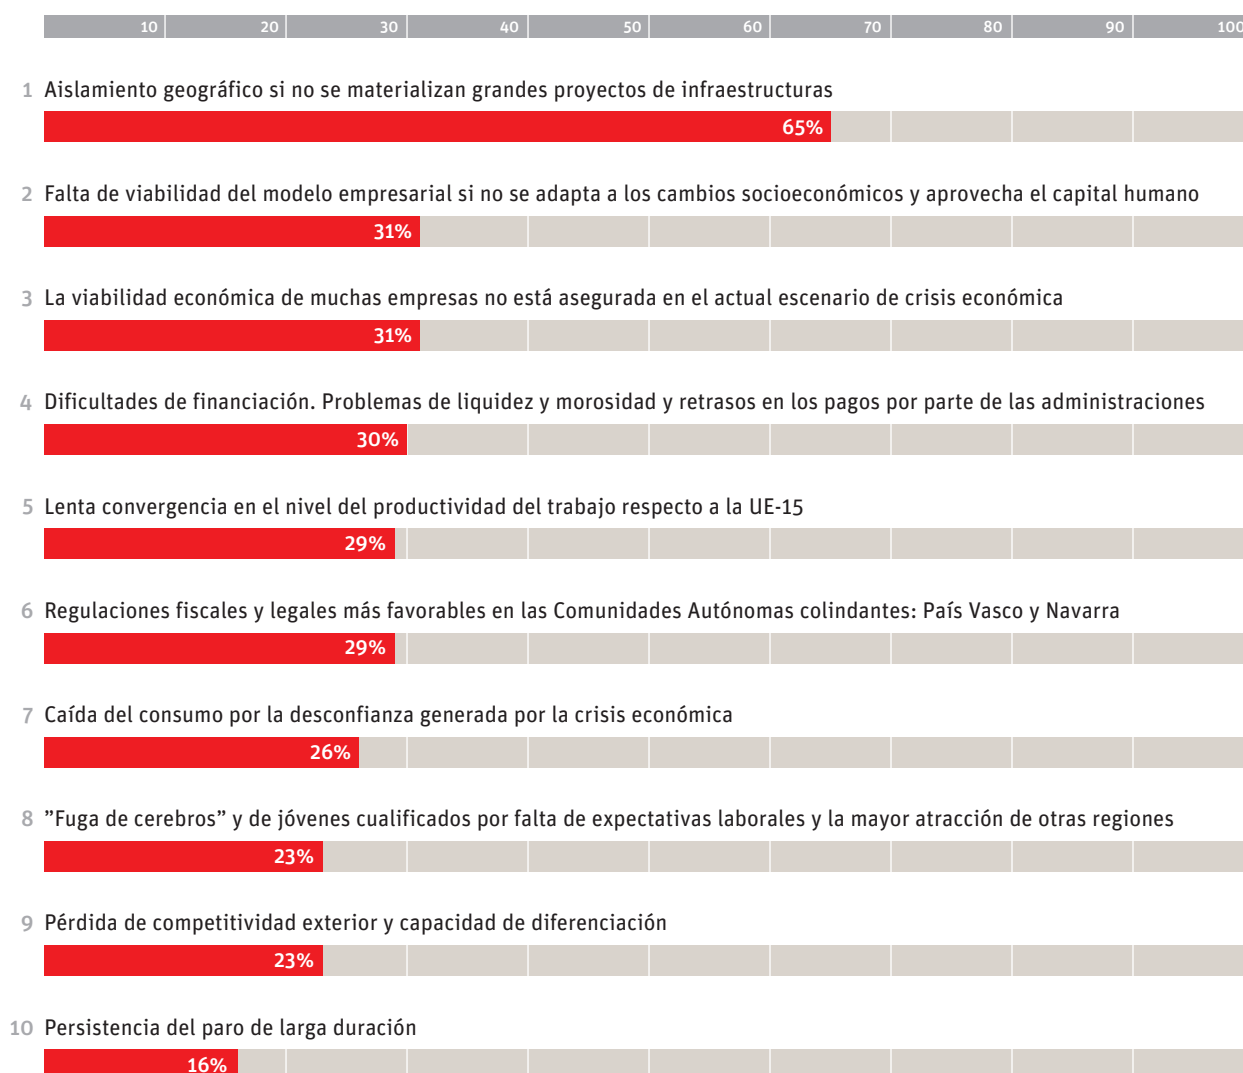 10 20 30 40 50 60 70 80 90 100
1 Aislamiento geográfico si no se materializan grandes proyectos de infraestructuras
65%
2 Falta de viabilidad del modelo empresarial si no se adapta a los cambios socioeconómicos y aprovecha el capital humano
31%
3 La viabilidad económica de muchas empresas no está asegurada en el actual escenario de crisis económica
31%
4 Dificultades de financiación. Problemas de liquidez y morosidad y retrasos en los pagos por parte de las administraciones
30%
5 Lenta convergencia en el nivel del productividad del trabajo respecto a la UE-15
29%
6 Regulaciones fiscales y legales más favorables en las Comunidades Autónomas colindantes: País Vasco y Navarra
29%
7 Caída del consumo por la desconfianza generada por la crisis económica
26%
8 ”Fuga de cerebros” y de jóvenes cualificados por falta de expectativas laborales y la mayor atracción de otras regiones
23%
9 Pérdida de competitividad exterior y capacidad de diferenciación
23%
10 Persistencia del paro de larga duración
16%